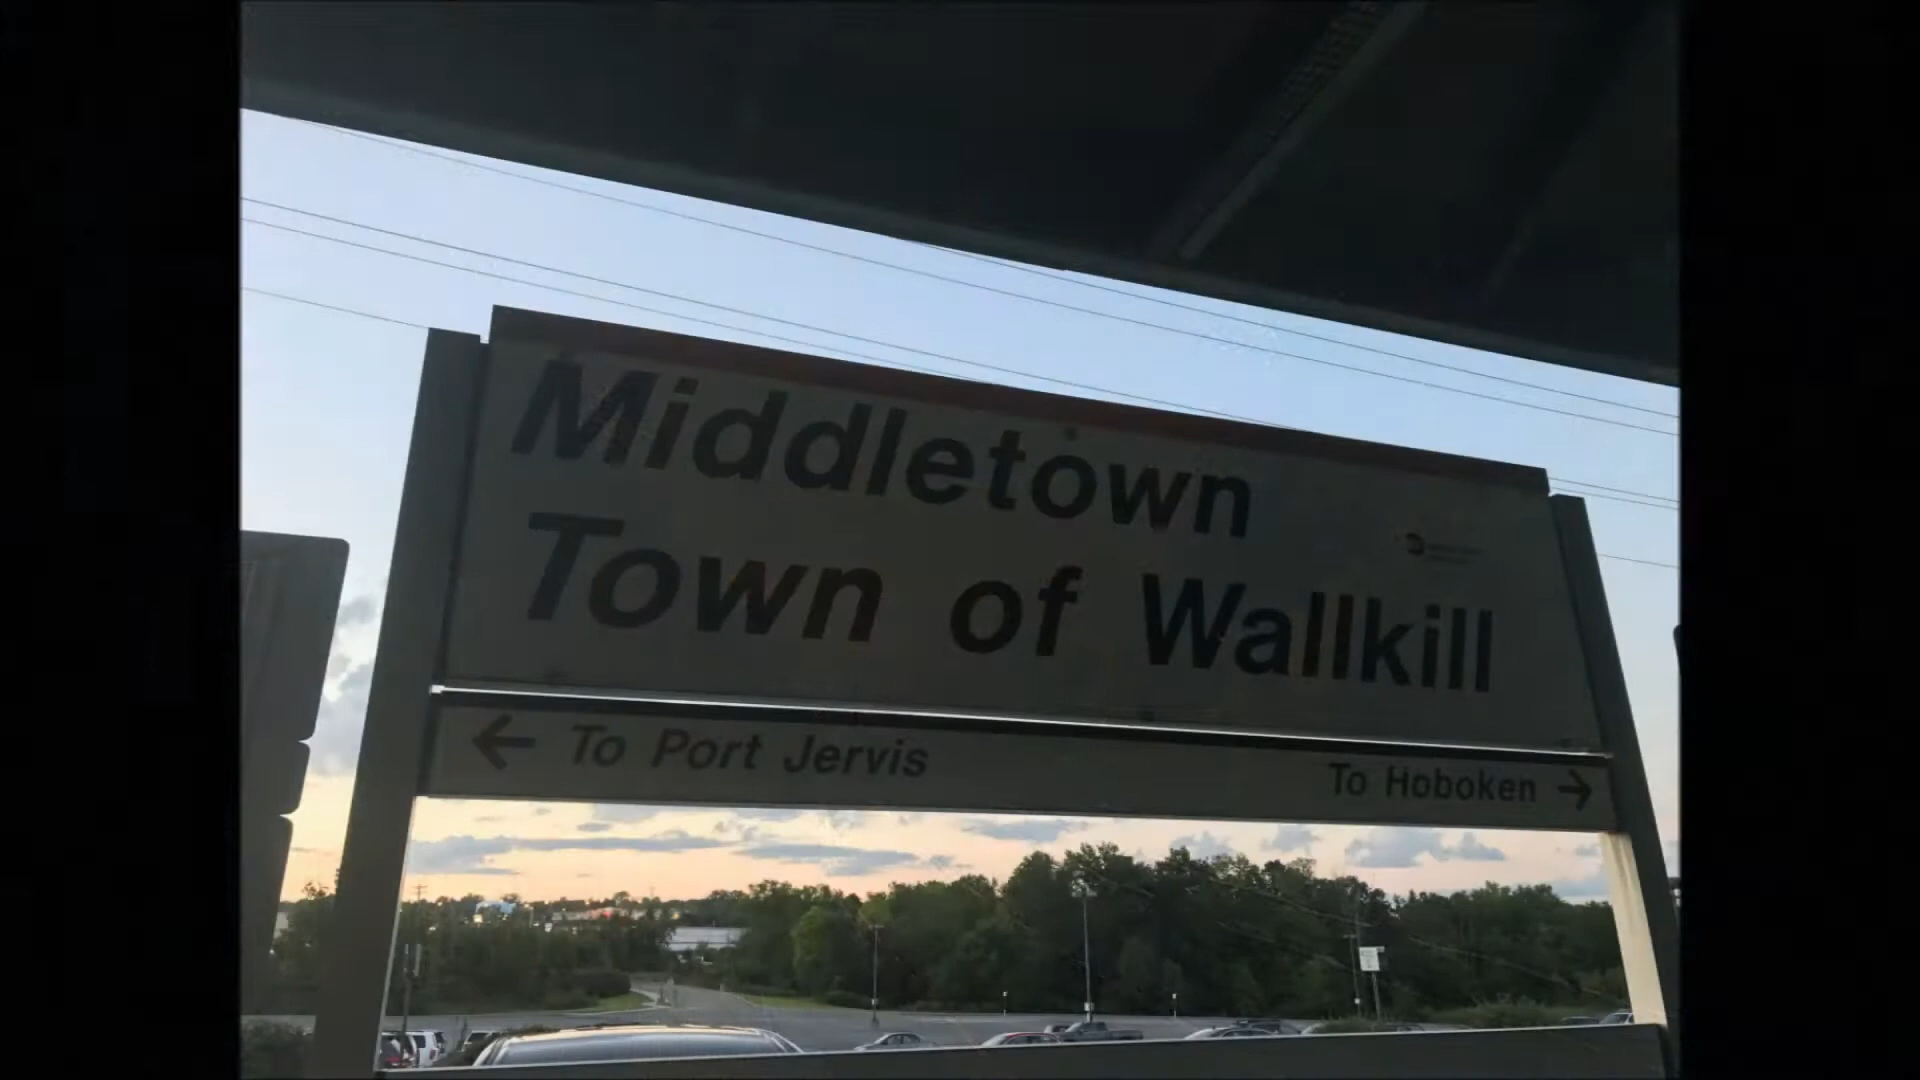 Middletown
Town of Wallkill
← To Port Jervis
To Hoboken →